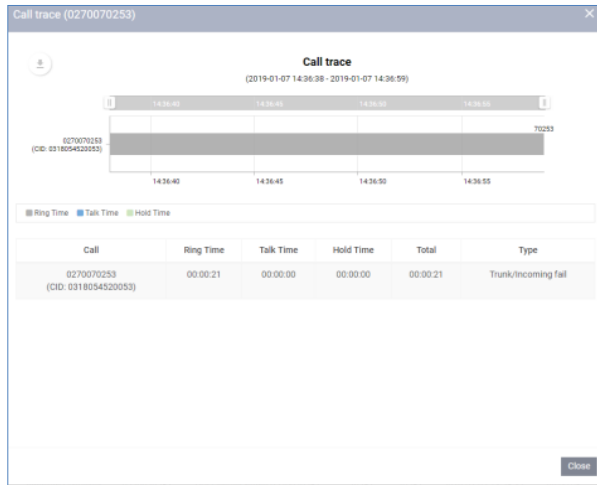 Call trace (0270070253)
Call trace
(2019-01-07 14:36:38 - 2019-01-07 14:36:59)
14:36:40 14:36:45 14:36:50 14:36:55
70253
0270070253
(CID: 0318054520053)
14:36:40 14:36:45 14:36:50 14:36:55
Ring Time Talk Time Hold Time
Call Ring Time Talk Time Hold Time Total Type
0270070253 00:00:21 00:00:00 00:00:00 00:00:21 Trunk/Incoming fail
(CID: 0318054520053)
Close